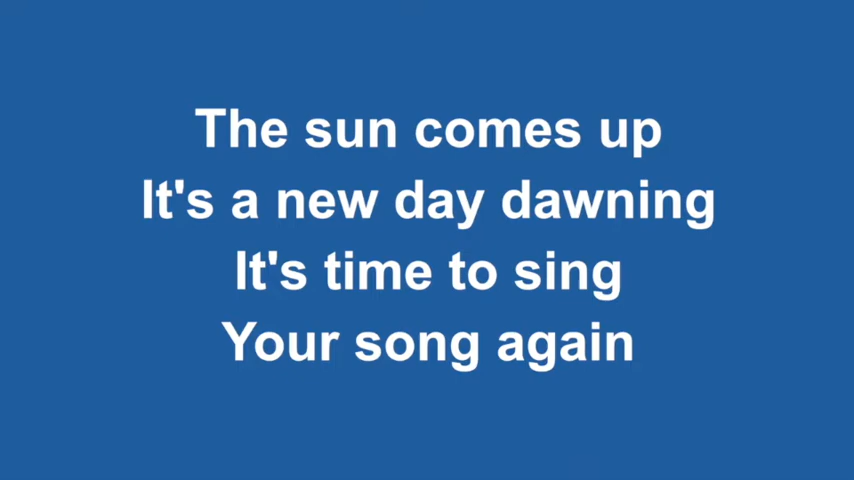 The sun comes up
It's a new day dawning
It's time to sing
Your song again